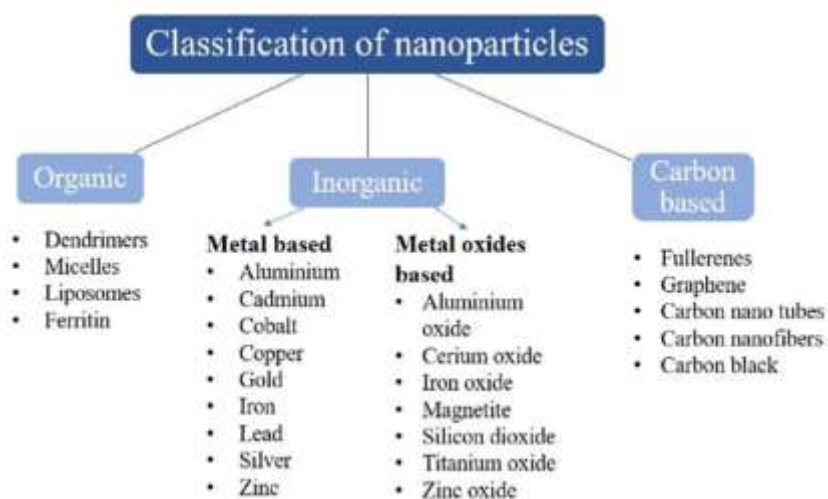 Classification of nanoparticles
Organic
• Dendrimers
• Micelles
• Liposomes
• Ferritin
Inorganic
Metal based
• Aluminium
• Cadmium
• Cobalt
• Copper
• Gold
• Iron
• Lead
• Silver
• Zinc
Metal oxides
based
• Aluminium
oxide
• Cerium oxide
• Iron oxide
• Magnetite
• Silicon dioxide
• Titanium oxide
• Zinc oxide
Carbon
based
• Fullerenes
• Graphene
• Carbon nano tubes
• Carbon nanofibers
• Carbon black